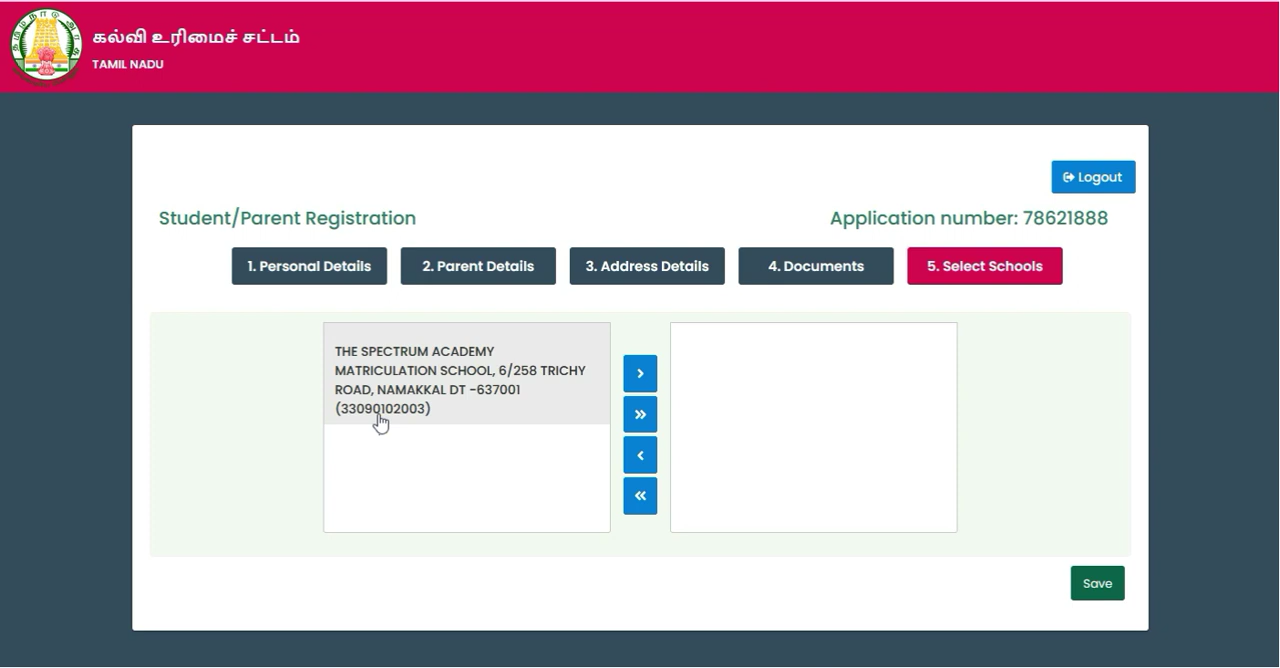 கல்வி உரிமைச் சட்டம்
TAMIL NADU
Logout
Student/Parent Registration
Application number: 78621888
1. Personal Details
2. Parent Details
3. Address Details
4. Documents
5. Select Schools
THE SPECTRUM ACADEMY
MATRICULATION SCHOOL, 6/258 TRICHY
ROAD, NAMAKKAL DT -637001
(33090102003)
Save